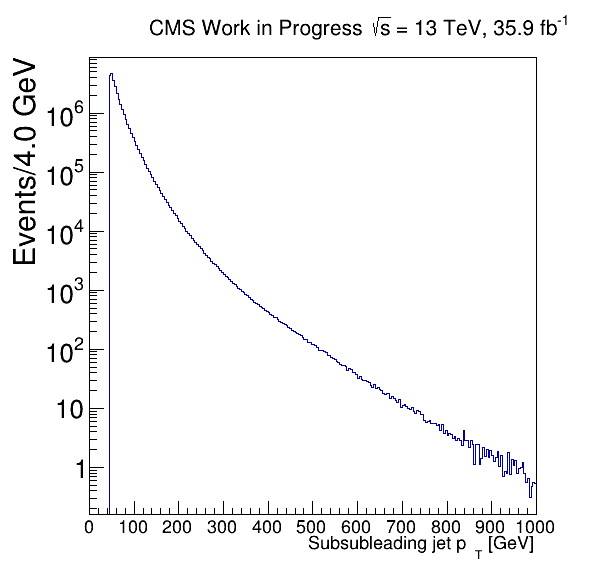 CMS Work in Progress √s = 13 TeV, 35.9 fb⁻¹
Events/4.0 GeV
10⁶
10⁵
10⁴
10³
10²
10
1
0 100 200 300 400 500 600 700 800 900 1000
Subsubleading jet p_T [GeV]